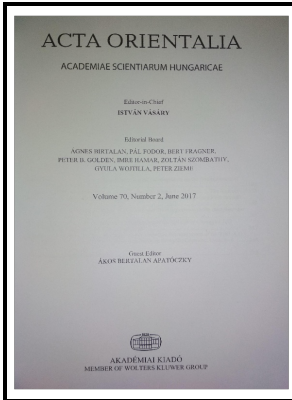 ACTA ORIENTALIA
ACADEMIAE SCIENTIARUM HUNGARICAE
Editor-in-Chief
ISTVÁN VÁSÁRY
Editorial Board
ÁGNES BIRTALAN, PÁL FODOR, BERT FRAGNER,
PETER B. GOLDEN, IMRE HAMAR, ZOLTÁN SZOMBATHY,
GYULA WOJTILLA, PETER ZIEME
Volume 70, Number 2, June 2017
Guest Editor
ÁKOS BERTALAN APATÓCZKY
AKADÉMIAI KIADÓ
MEMBER OF WOLTERS KLUWER GROUP